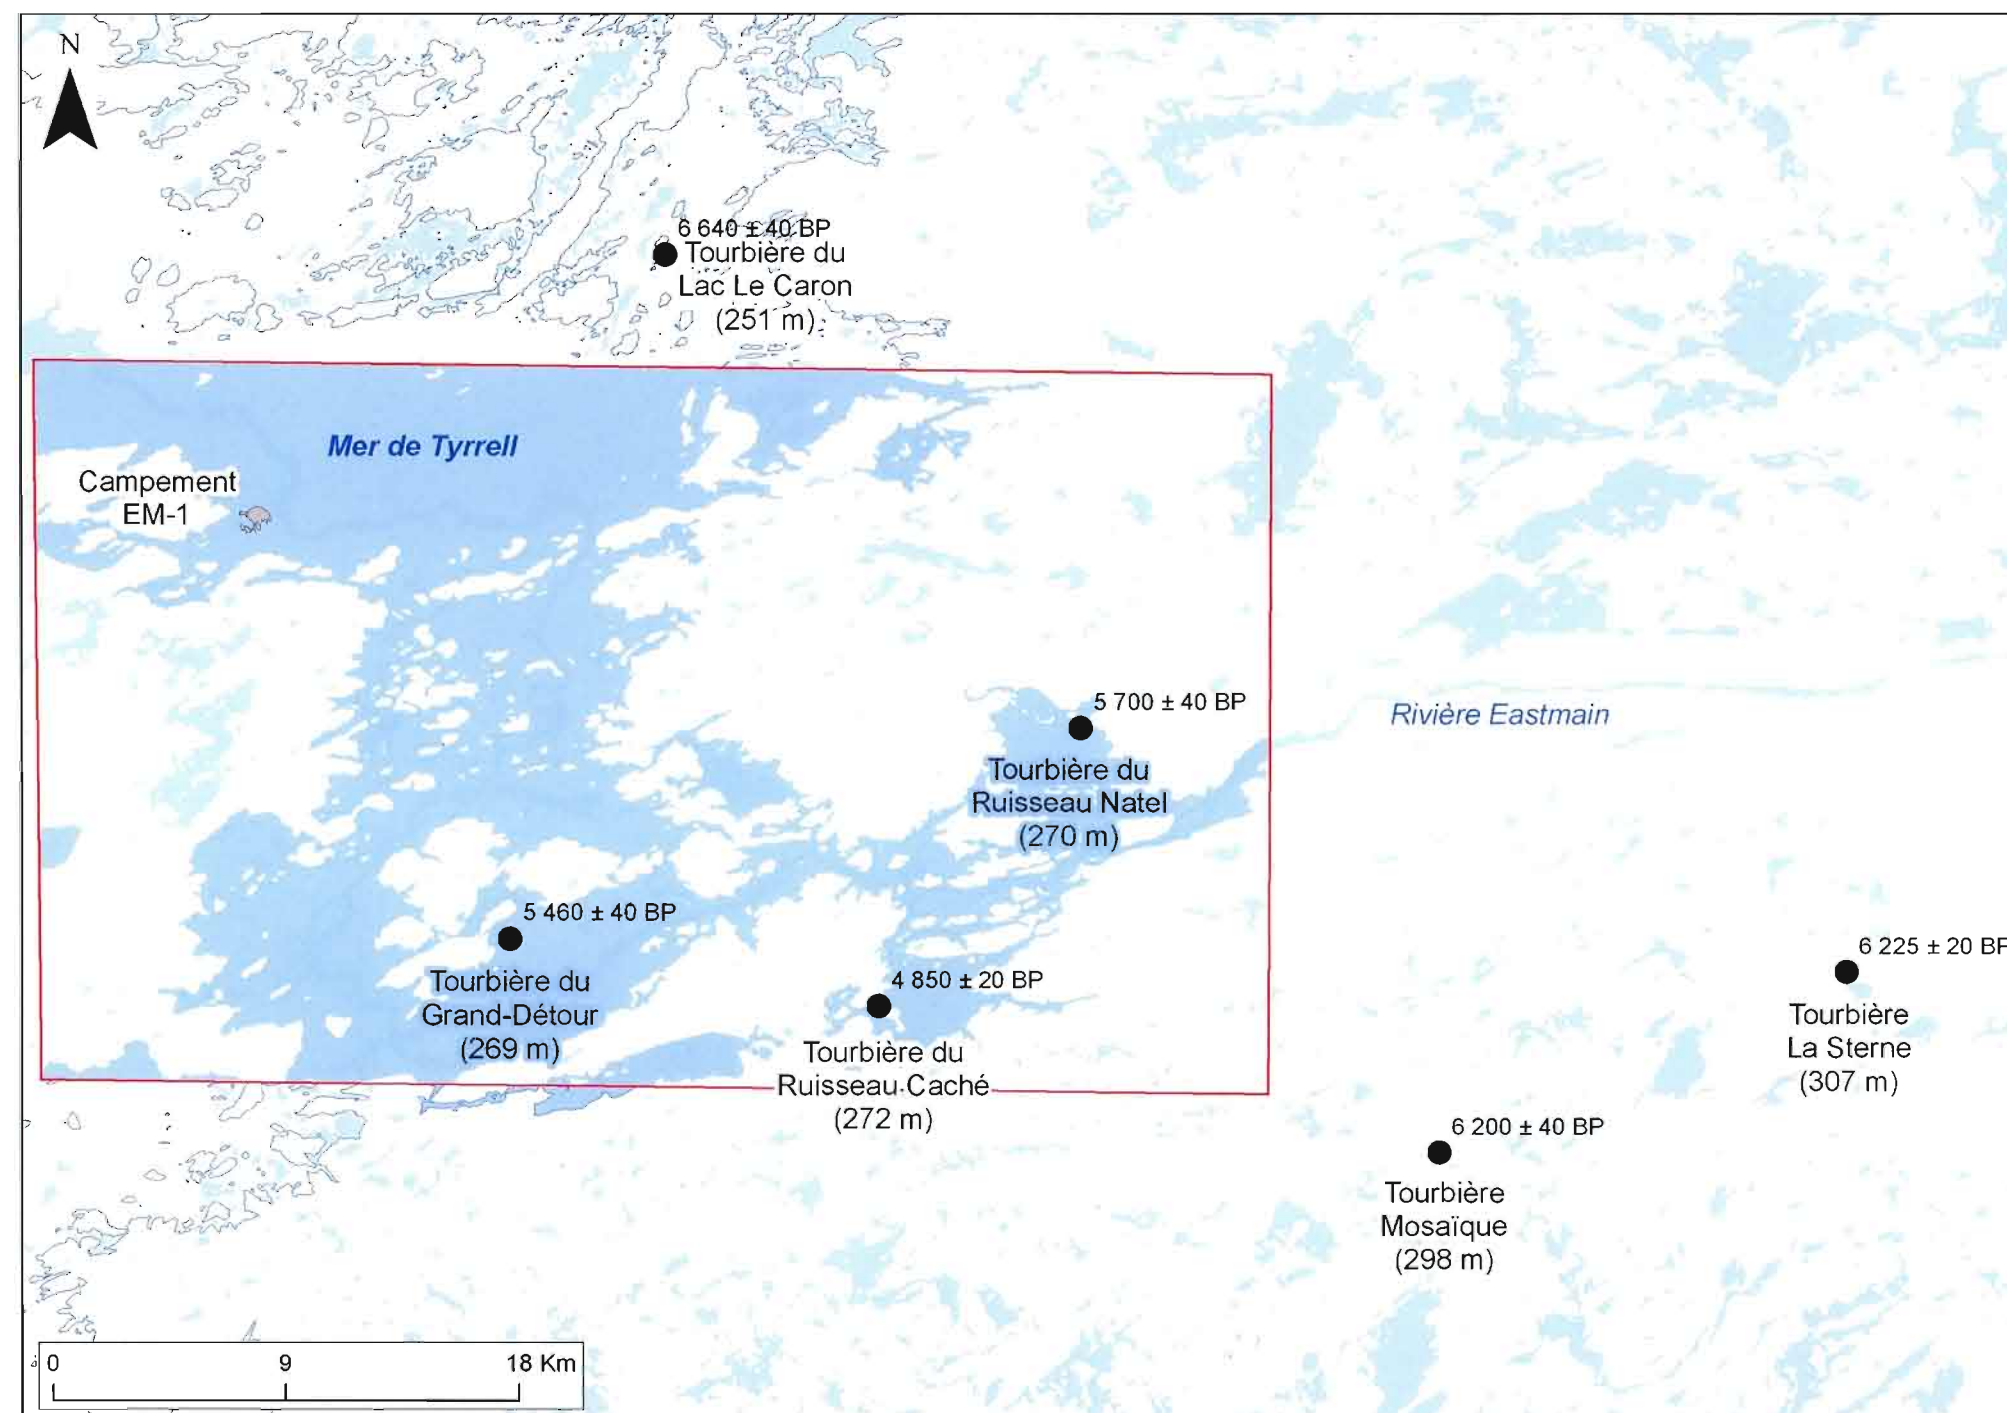 N
6 640 ± 40 BP
Tourbière du
Lac Le Caron
(251 m)
Mer de Tyrrell
Campement
EM-1
5 700 ± 40 BP
Rivière Eastmain
Tourbière du
Ruisseau Natel
(270 m)
5 460 ± 40 BP
Tourbière du
Grand-Détour
(269 m)
4 850 ± 20 BP
Tourbière du
Ruisseau Caché
(272 m)
6 225 ± 20 BP
Tourbière
La Sterne
(307 m)
6 200 ± 40 BP
Tourbière
Mosaïque
(298 m)
0 9 18 Km